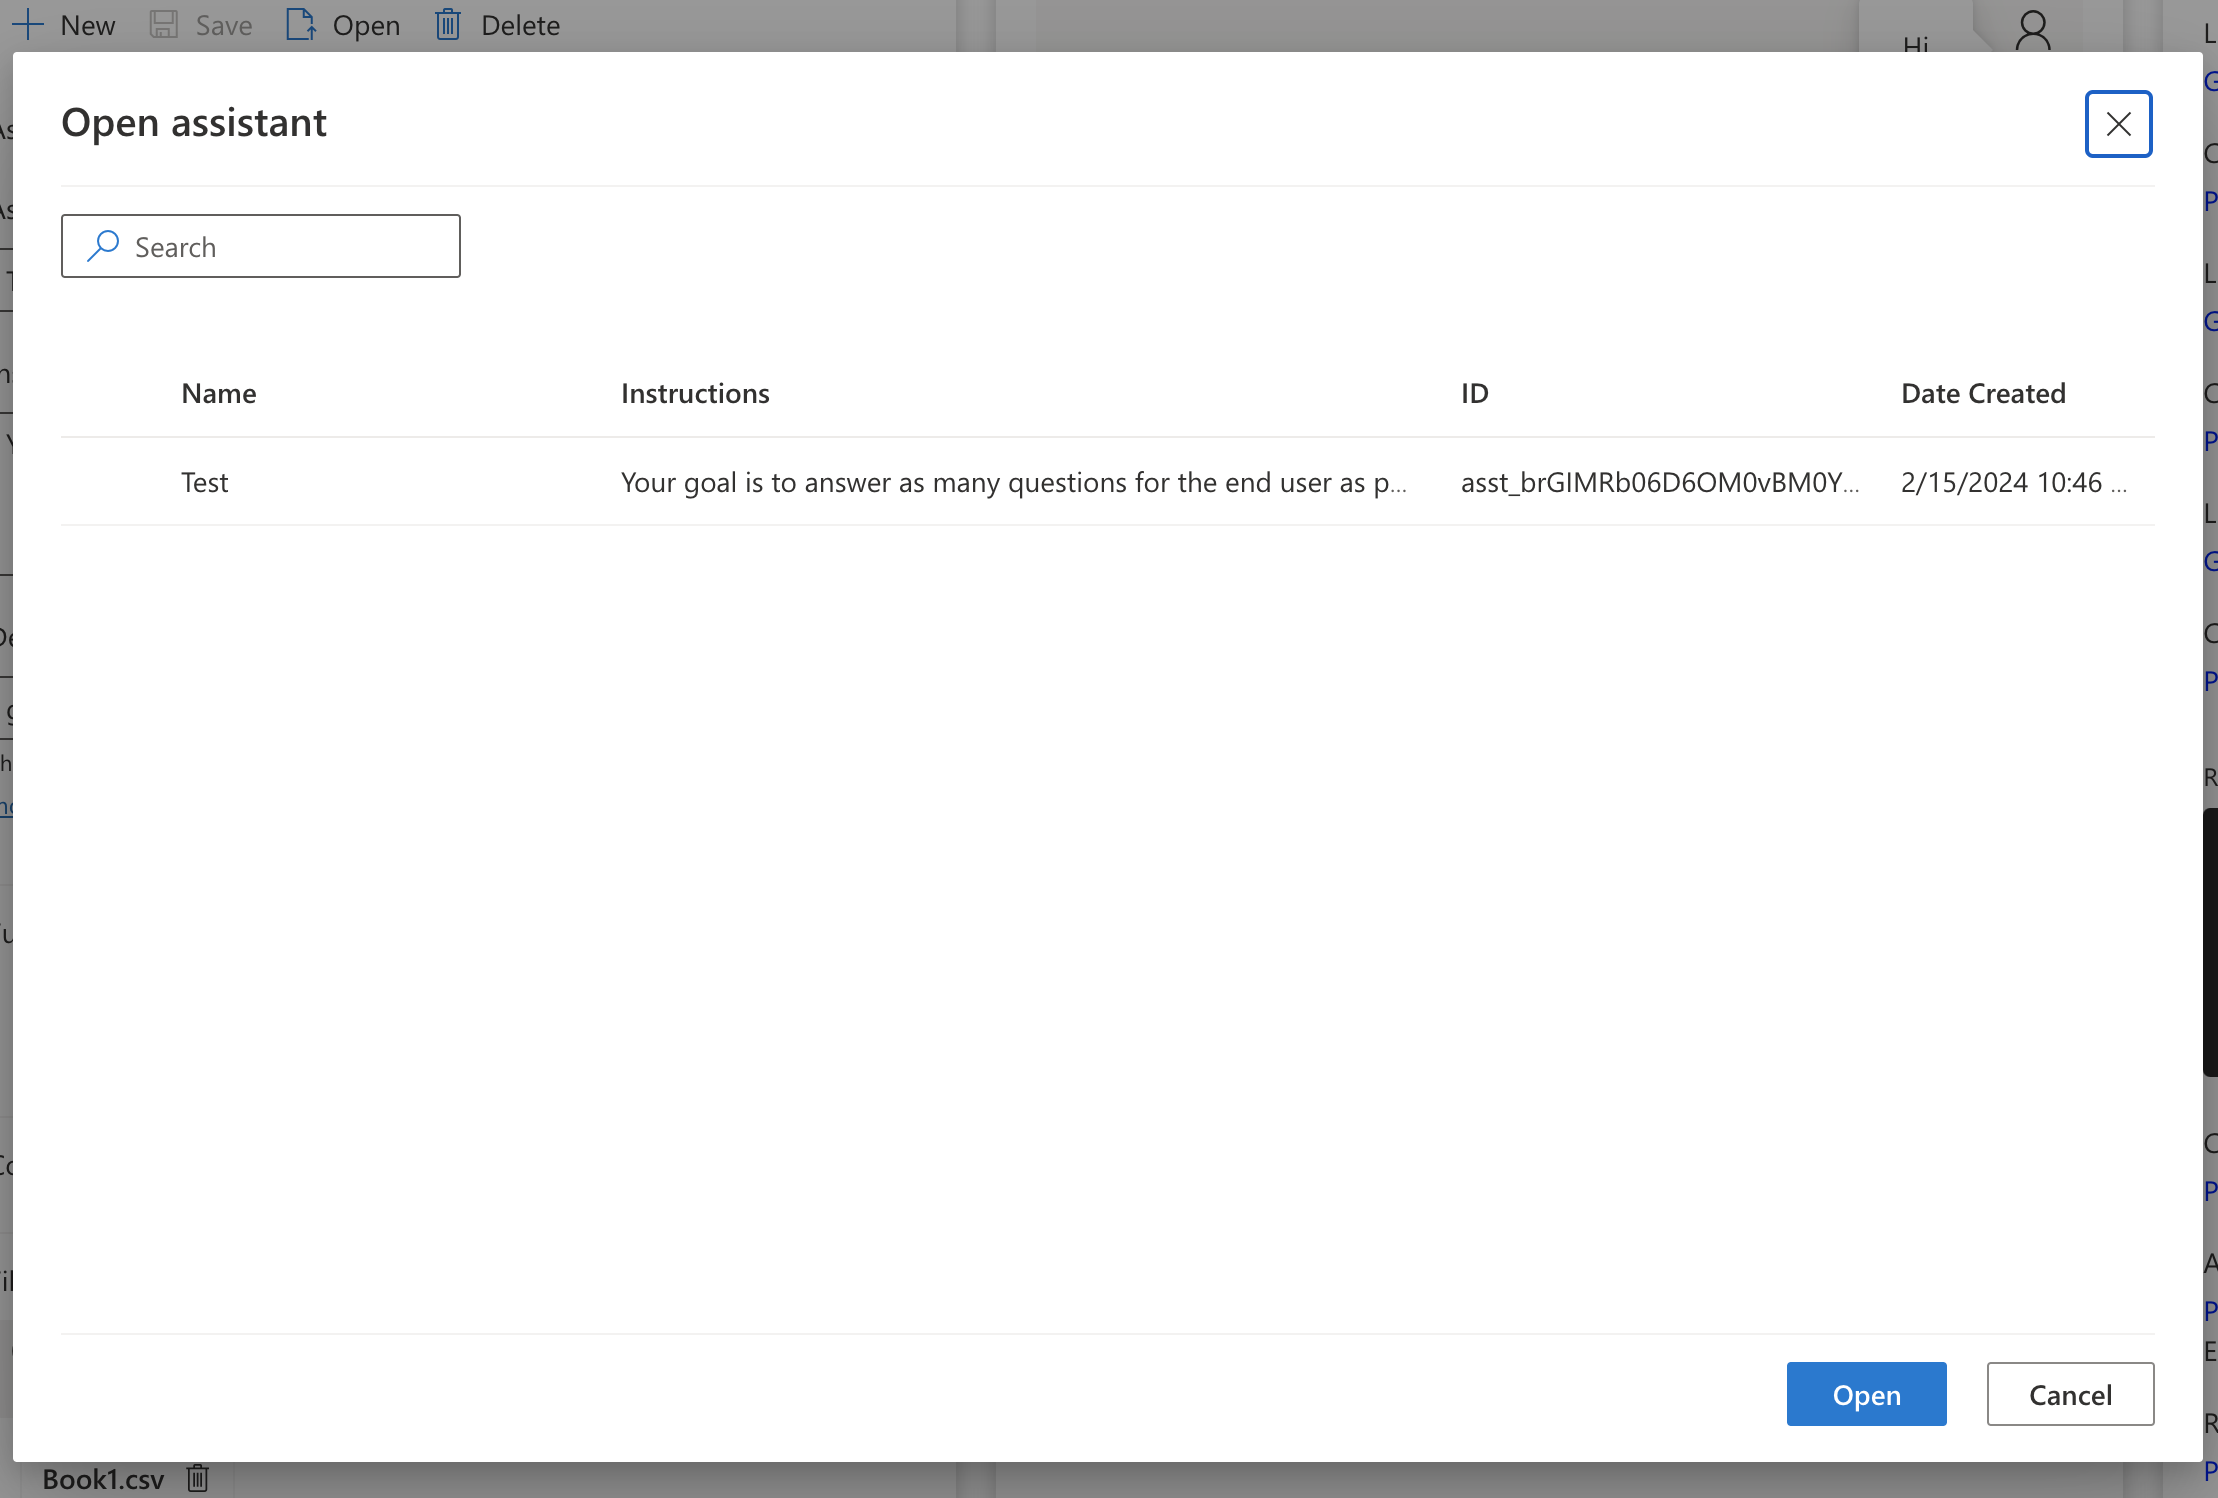 New Save Open Delete
Hi
Open assistant
Search
Name Instructions ID Date Created
Test Your goal is to answer as many questions for the end user as p... asst_brGIMRb06D6OM0vBM0Y... 2/15/2024 10:46 ...
Open Cancel
Book1.csv